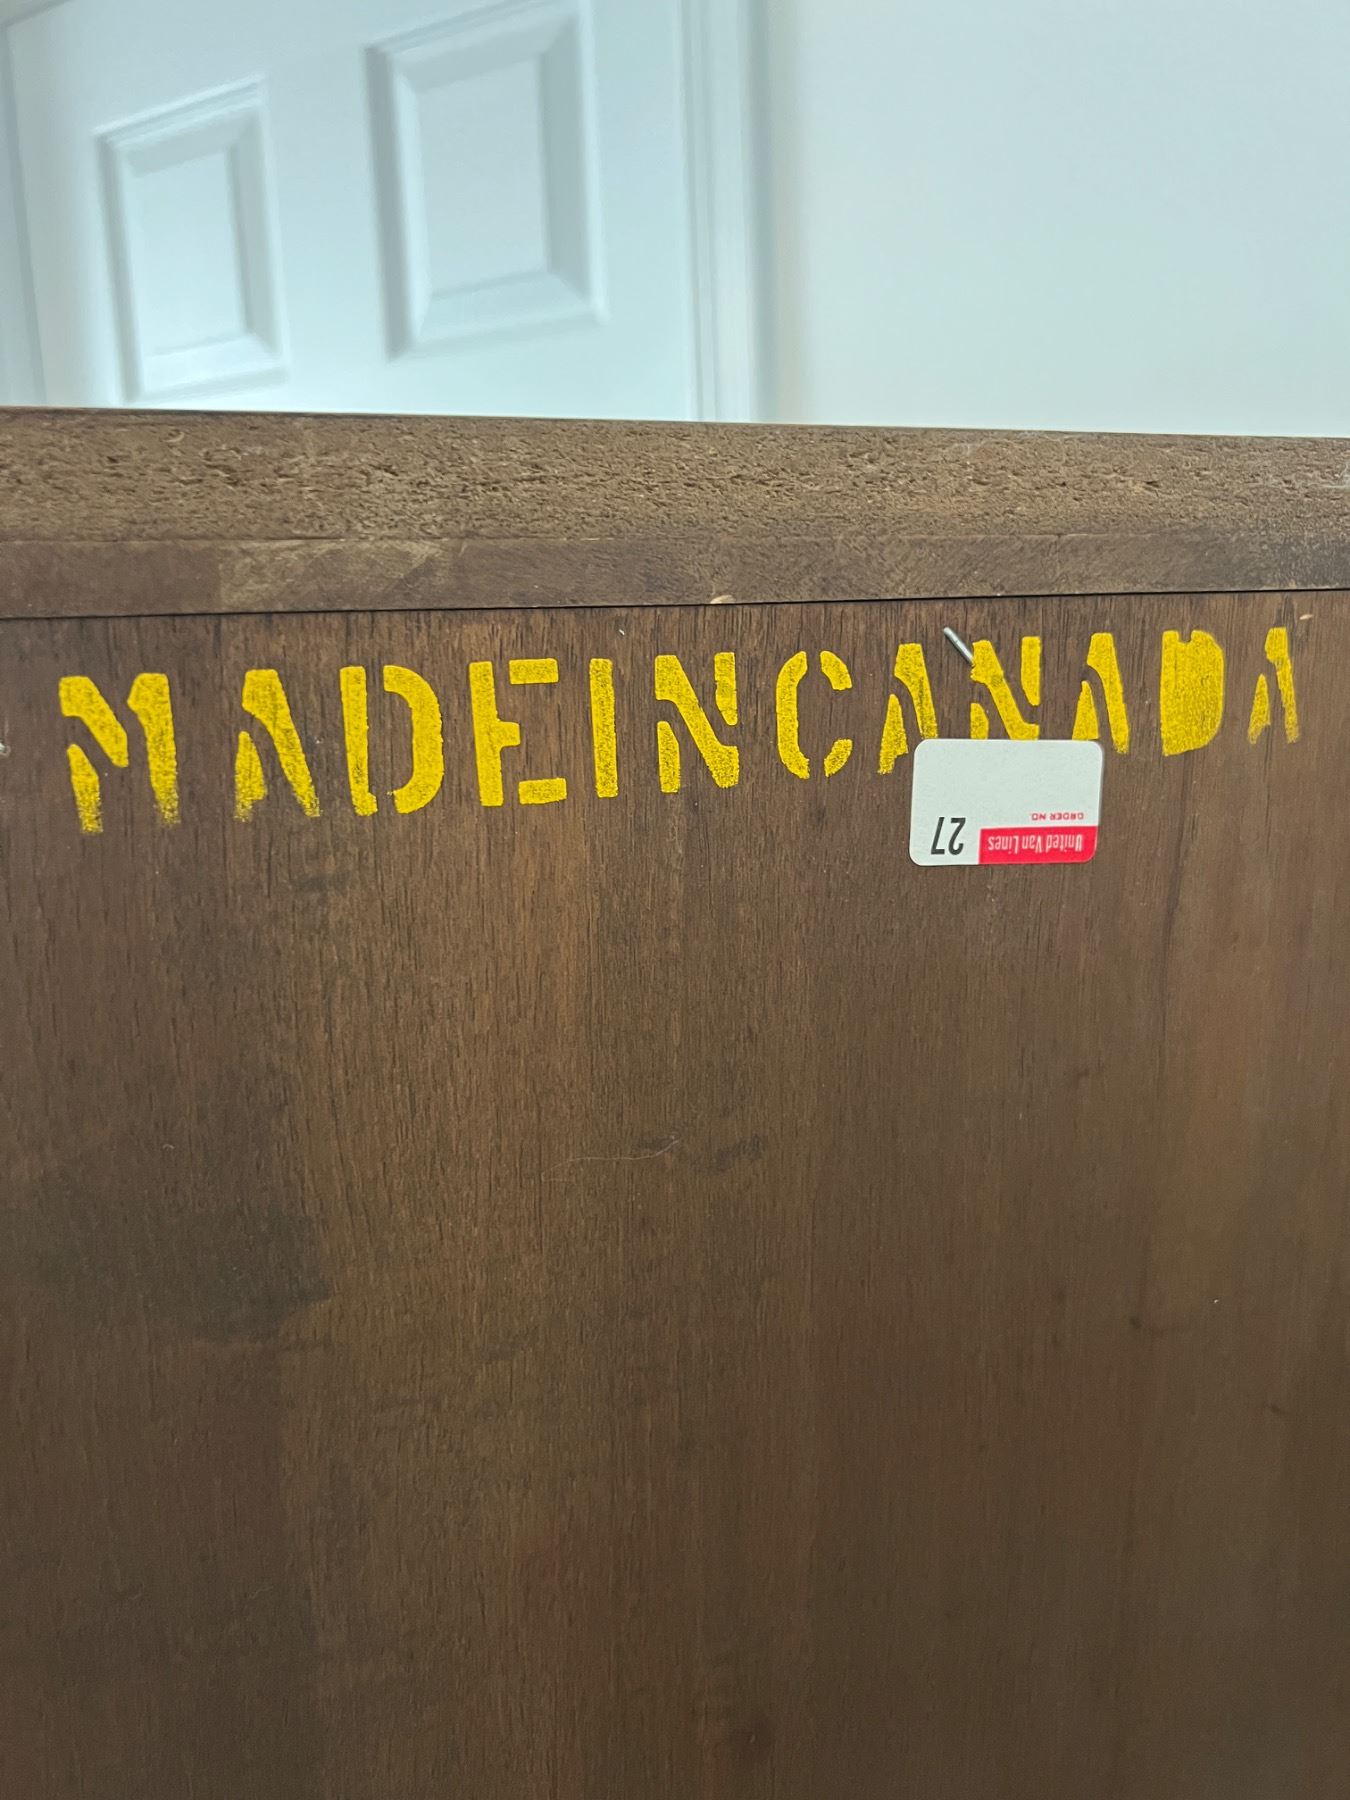 MADEINCANADA
27
ORDER NO.
United Van Lines